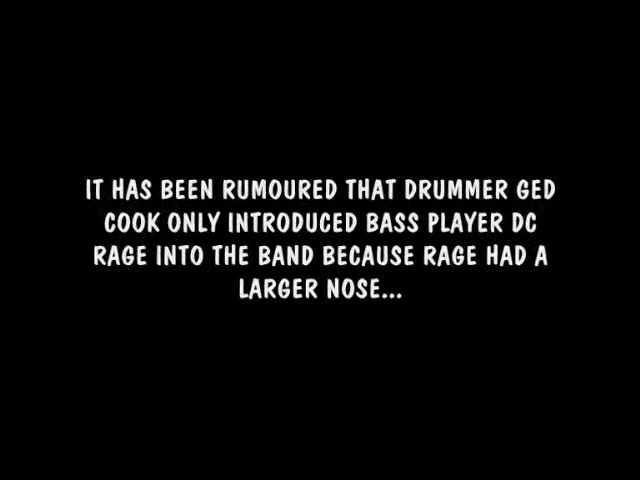 IT HAS BEEN RUMOURED THAT DRUMMER GED
COOK ONLY INTRODUCED BASS PLAYER DC
RAGE INTO THE BAND BECAUSE RAGE HAD A
LARGER NOSE...